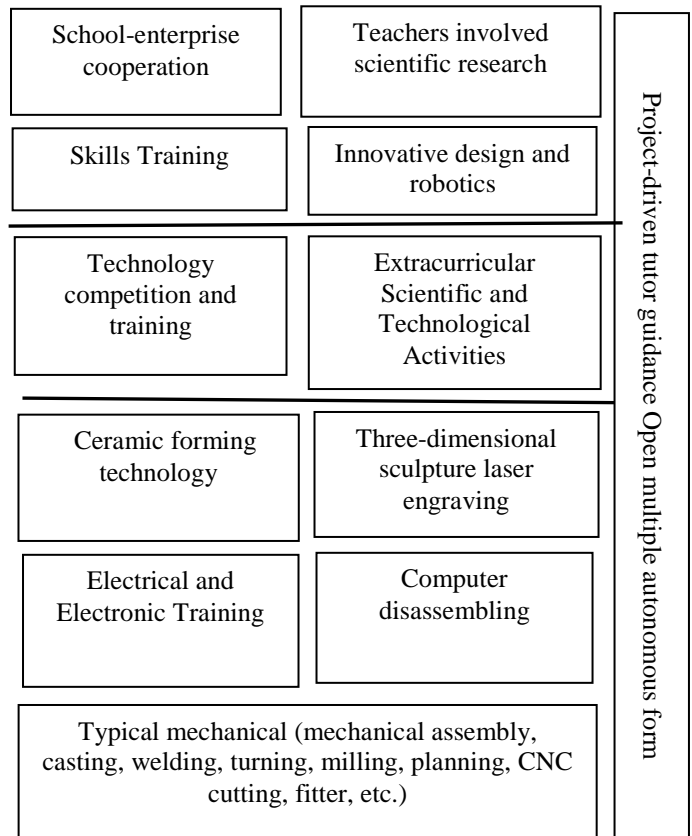 School-enterprise
cooperation
Teachers involved
scientific research
Skills Training
Innovative design and
robotics
Technology
competition and
training
Extracurricular
Scientific and
Technological
Activities
Ceramic forming
technology
Three-dimensional
sculpture laser
engraving
Electrical and
Electronic Training
Computer
disassembling
Typical mechanical (mechanical assembly,
casting, welding, turning, milling, planning, CNC
cutting, fitter, etc.)
Project-driven tutor guidance Open multiple autonomous form